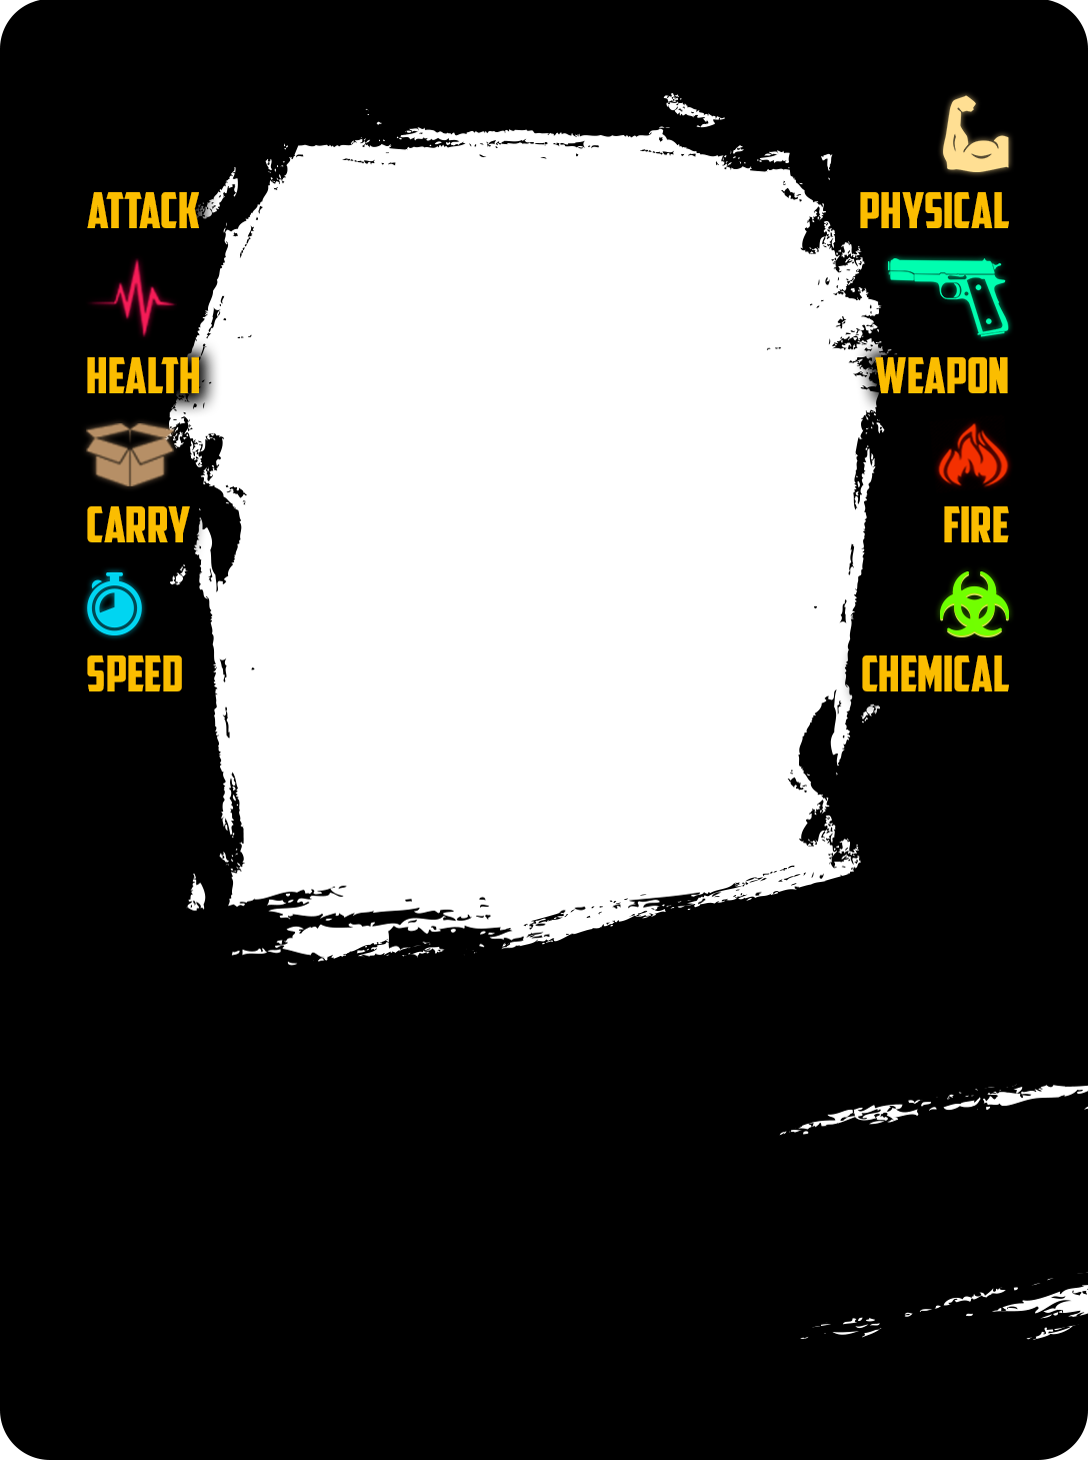 ATTACK
HEALTH
CARRY
SPEED
PHYSICAL
WEAPON
FIRE
CHEMICAL